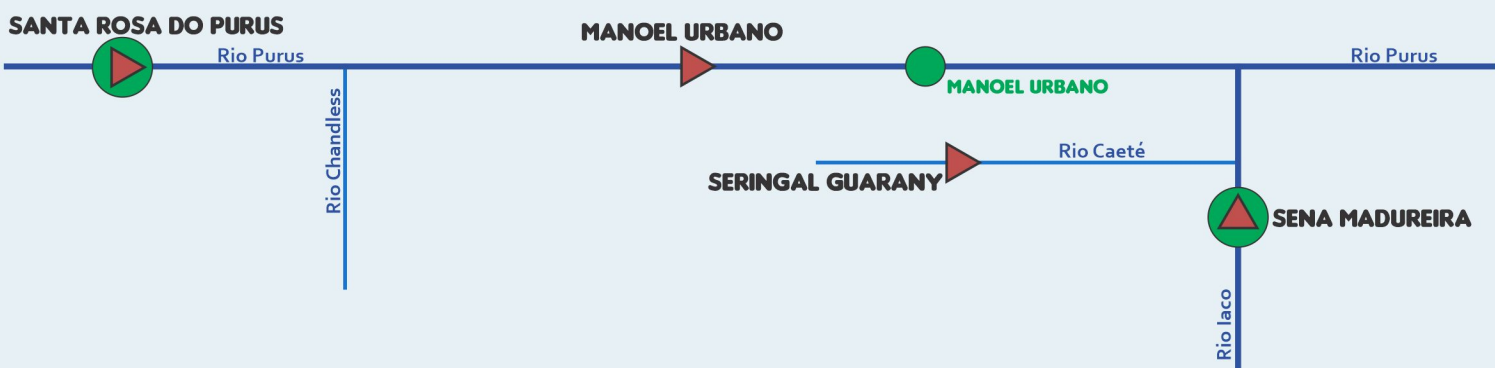 SANTA ROSA DO PURUS
MANOEL URBANO
Rio Purus
Rio Purus
MANOEL URBANO
Rio Chandless
Rio Caeté
SERINGAL GUARANY
SENA MADUREIRA
Rio Iaco